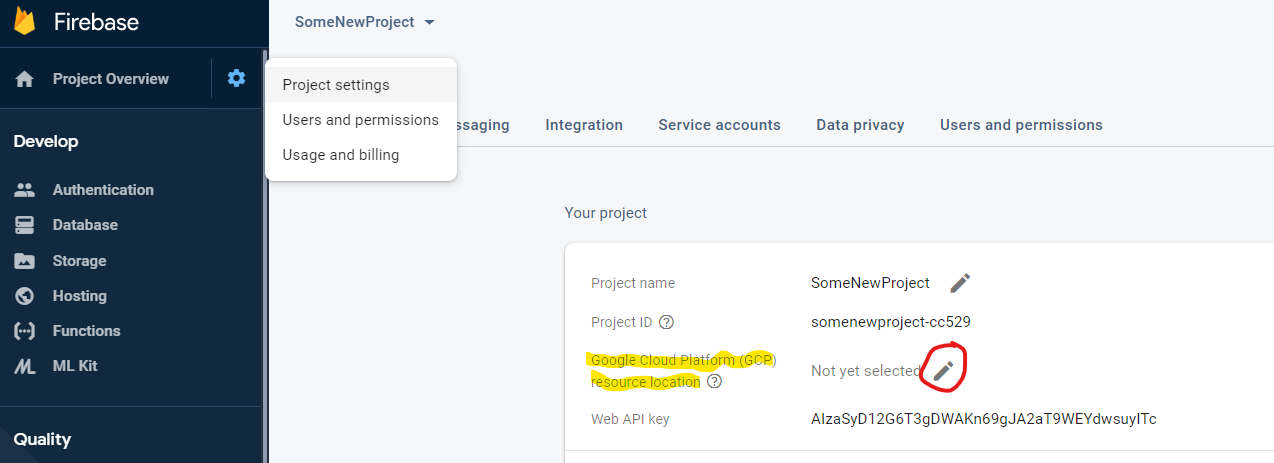 Firebase
SomeNewProject
Project Overview
Project settings
Users and permissions
Usage and billing
ssaging Integration Service accounts Data privacy Users and permissions
Develop
Authentication
Database
Storage
Hosting
Functions
ML Kit
Quality
Your project
Project name SomeNewProject
Project ID ? somenewproject-cc529
Google Cloud Platform (GCP)
resource location ? Not yet selected
Web API key AIzaSyD12G6T3gDWAKn69gJA2aT9WEYdwsuyITc